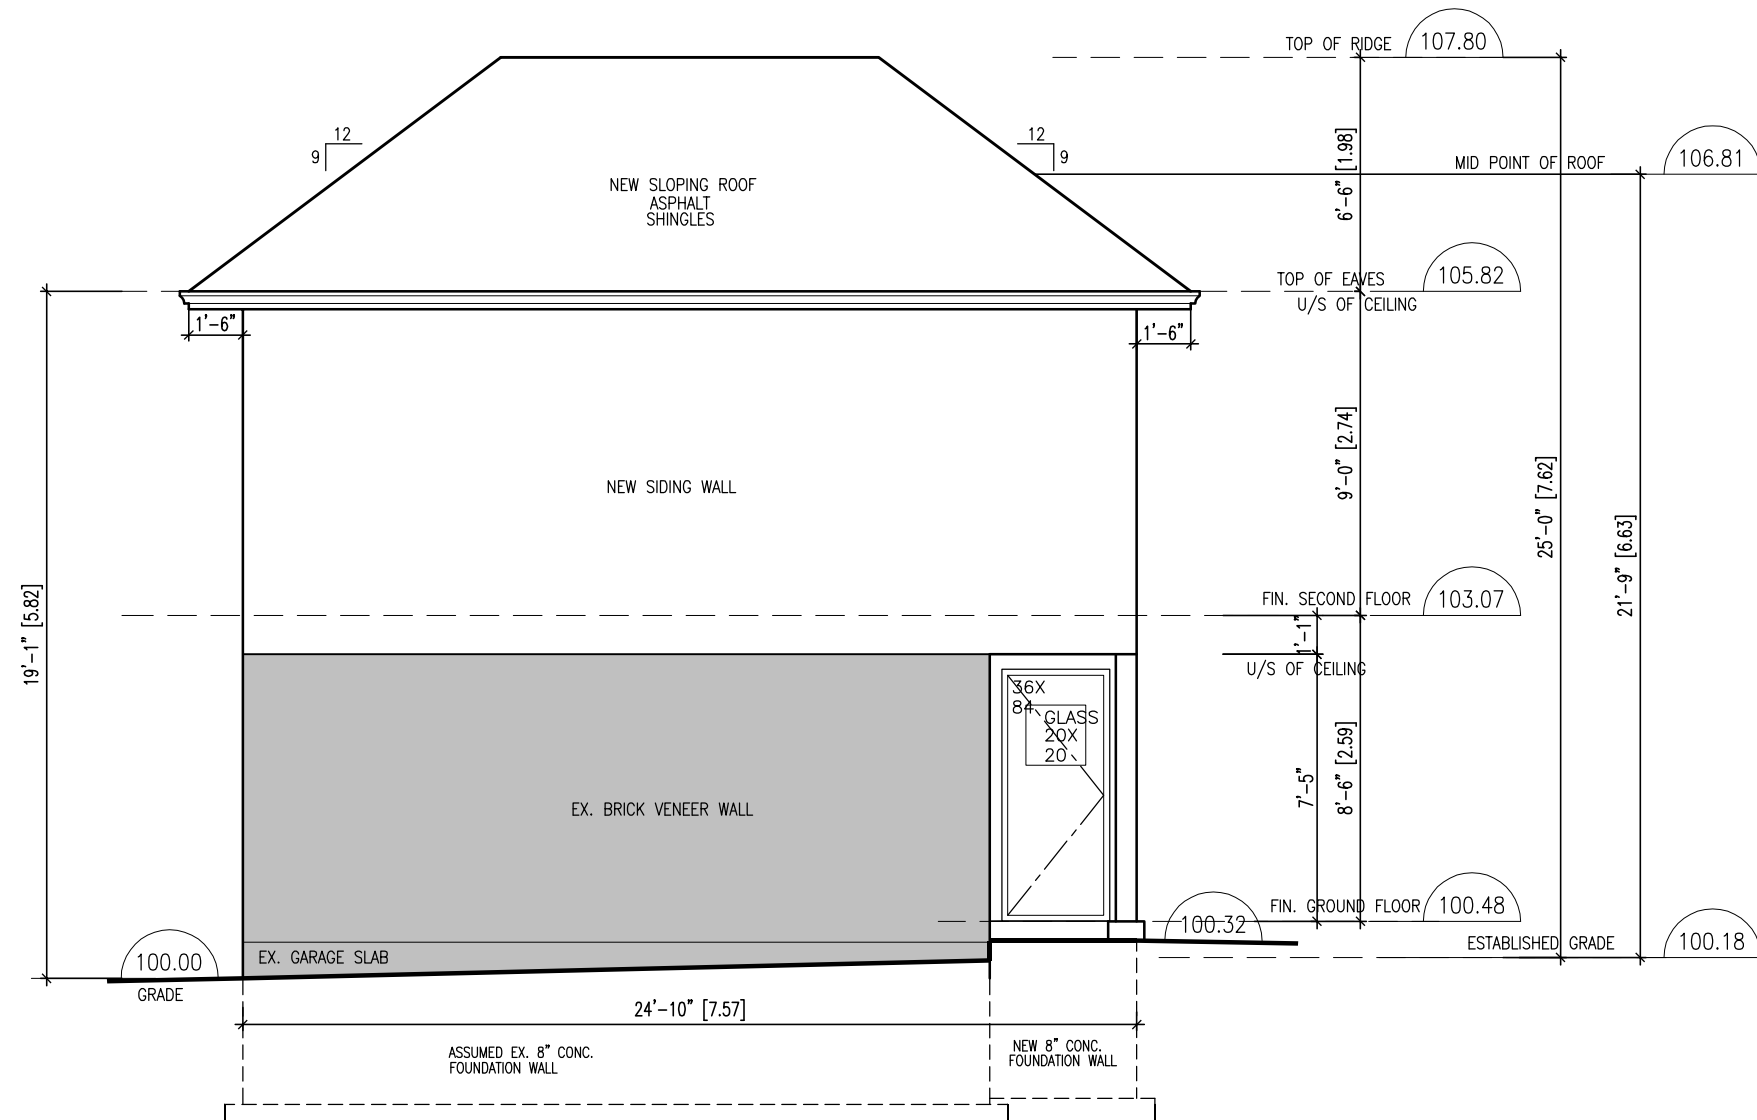 TOP OF RIDGE 107.80
12
9
12
9
6'-6" [1.98]
MID POINT OF ROOF 106.81
NEW SLOPING ROOF
ASPHALT
SHINGLES
TOP OF EAVES 105.82
U/S OF CEILING
1'-6"
1'-6"
9'-0" [2.74]
NEW SIDING WALL
25'-0" [7.62]
21'-9" [6.63]
19'-1" [5.82]
FIN. SECOND FLOOR 103.07
1'-1"
U/S OF CEILING
36X
84
GLASS
20X
20
7'-5"
8'-6" [2.59]
EX. BRICK VENEER WALL
FIN. GROUND FLOOR 100.48
100.32
ESTABLISHED GRADE 100.18
EX. GARAGE SLAB
100.00
GRADE
24'-10" [7.57]
ASSUMED EX. 8" CONC.
FOUNDATION WALL
NEW 8" CONC.
FOUNDATION WALL